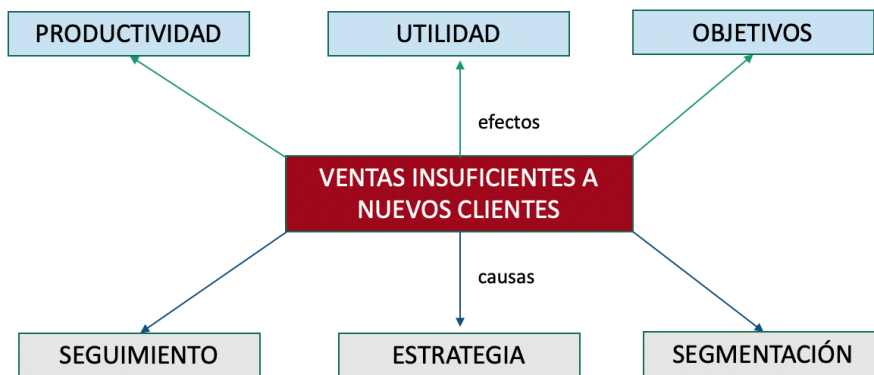 PRODUCTIVIDAD
UTILIDAD
OBJETIVOS
efectos
VENTAS INSUFICIENTES A
NUEVOS CLIENTES
causas
SEGUIMIENTO
ESTRATEGIA
SEGMENTACIÓN